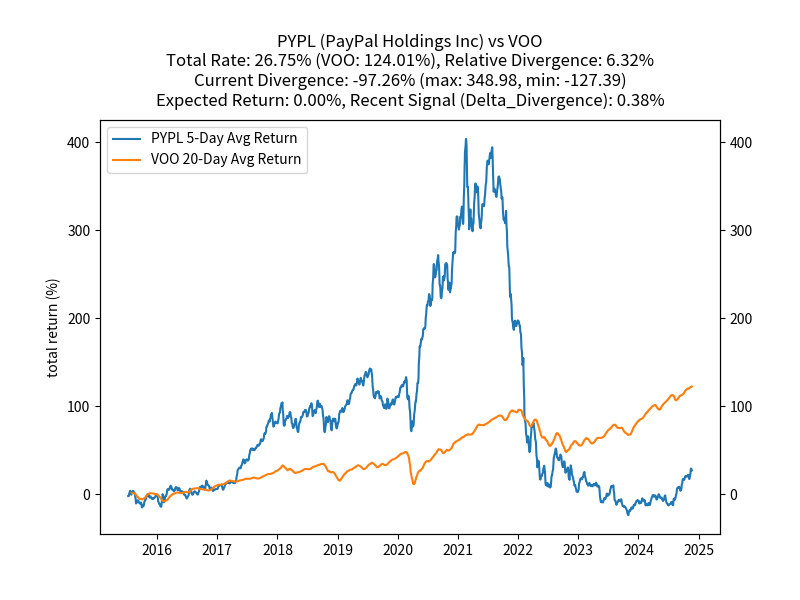 PYPL (PayPal Holdings Inc) vs VOO
Total Rate: 26.75% (VOO: 124.01%), Relative Divergence: 6.32%
Current Divergence: -97.26% (max: 348.98, min: -127.39)
Expected Return: 0.00%, Recent Signal (Delta_Divergence): 0.38%
PYPL 5-Day Avg Return
VOO 20-Day Avg Return
total return (%)
400
300
200
100
0
400
300
200
100
0
2016 2017 2018 2019 2020 2021 2022 2023 2024 2025